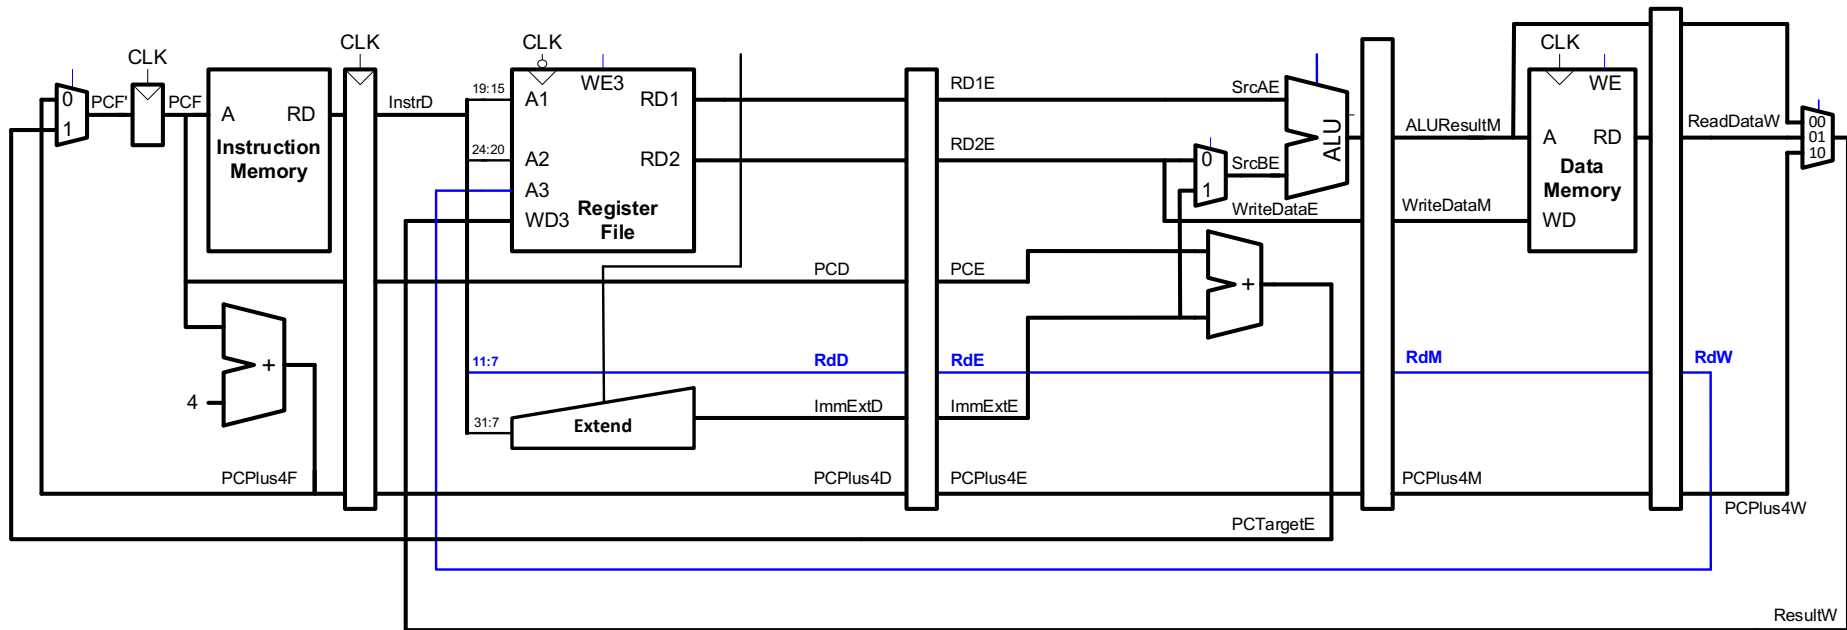 CLK
CLK
CLK
CLK
0
1
PCF'
PCF
A
RD
Instruction
Memory
InstrD
19:15
24:20
A1
A2
A3
WD3
WE3
RD1
RD2
Register
File
RD1E
RD2E
SrcAE
0
1
SrcBE
ALU
WriteDataE
ALUResultM
WriteDataM
A
RD
WE
WD
Data
Memory
ReadDataW
00
01
10
PCD
PCE
+
+
4
11:7
RdD
RdE
RdM
RdW
31:7
Extend
ImmExtD
ImmExtE
PCPlus4F
PCPlus4D
PCPlus4E
PCPlus4M
PCPlus4W
PCTargetE
ResultW